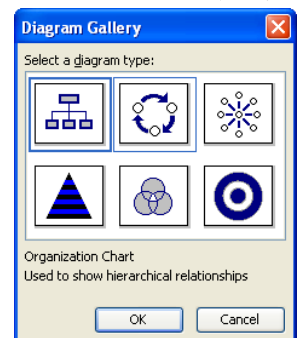 Diagram Gallery
Select a diagram type:
Organization Chart
Used to show hierarchical relationships
OK
Cancel